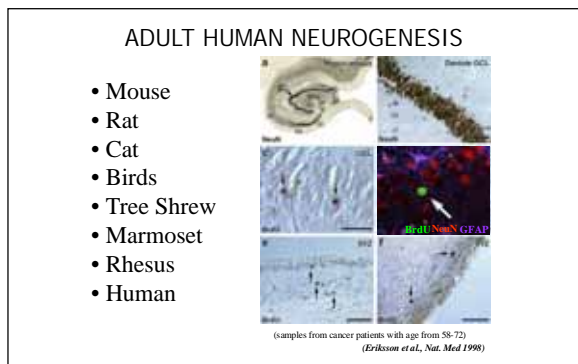 ADULT HUMAN NEUROGENESIS
• Mouse
• Rat
• Cat
• Birds
• Tree Shrew
• Marmoset
• Rhesus
• Human
NeuN
BrdU NeuN GFAP
(samples from cancer patients with age from 58-72)
(Eriksson et al., Nat. Med 1998)